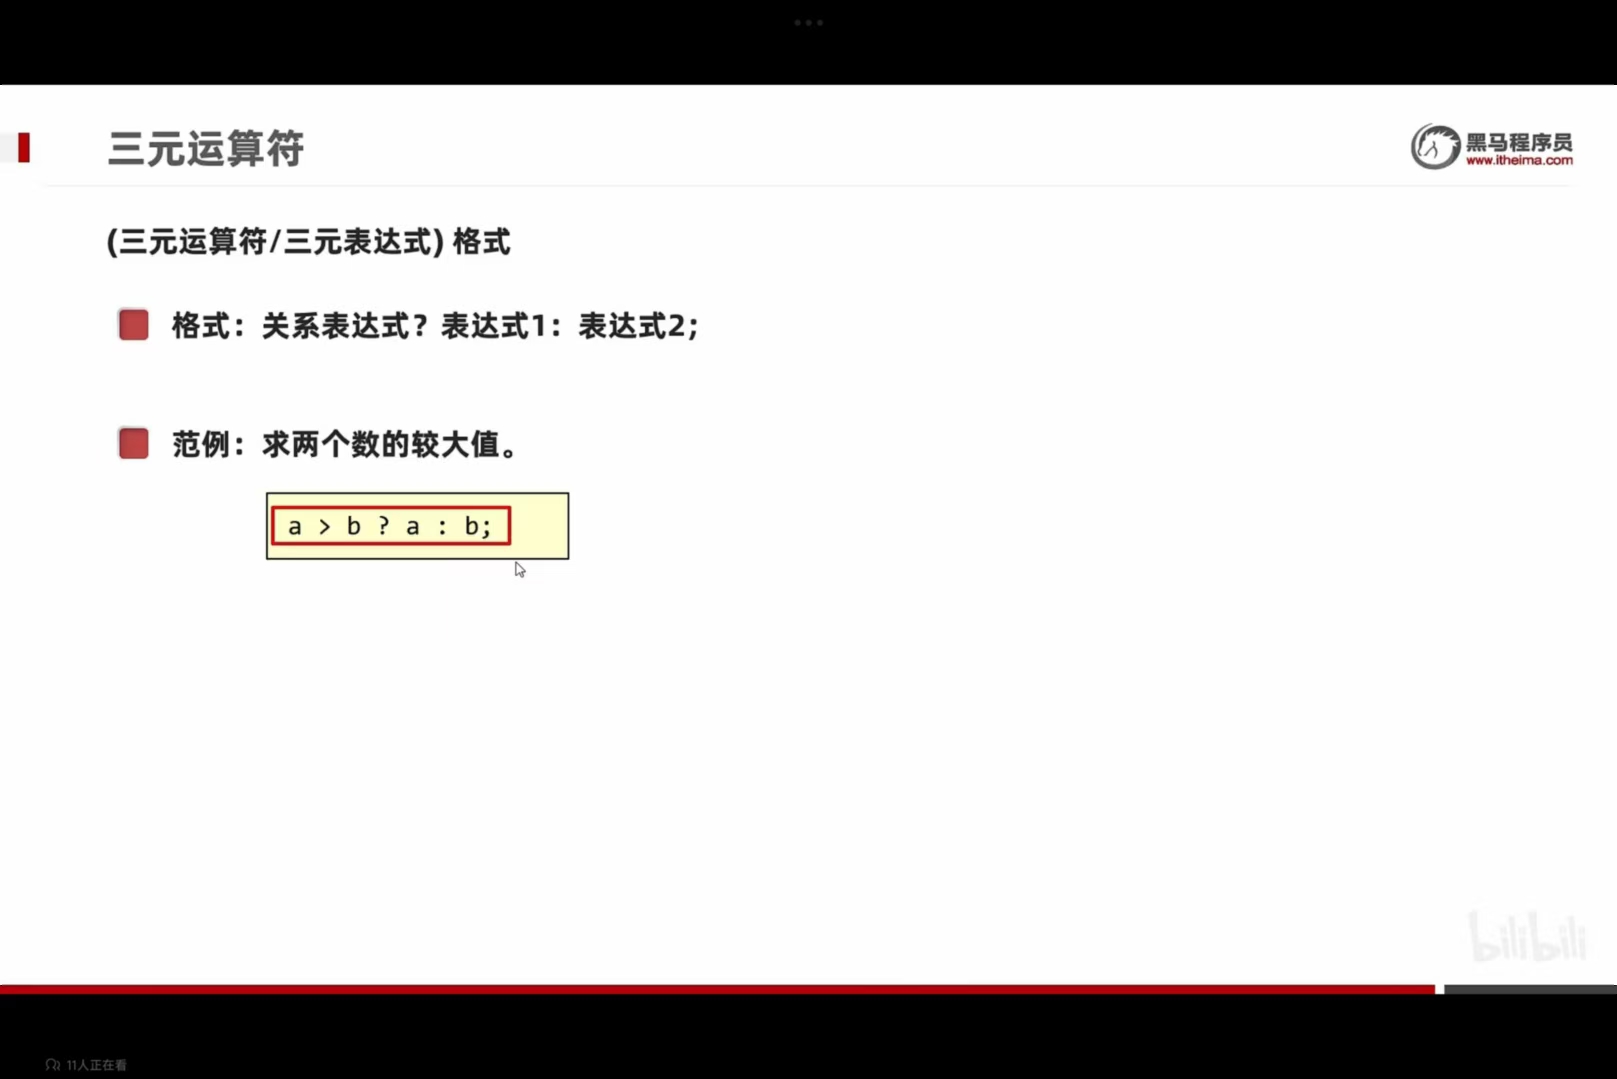 三元运算符
黑马程序员
www.itheima.com
(三元运算符/三元表达式) 格式
格式：关系表达式？表达式1：表达式2；
范例：求两个数的较大值。
a > b ? a : b;
bilibili
11人正在看